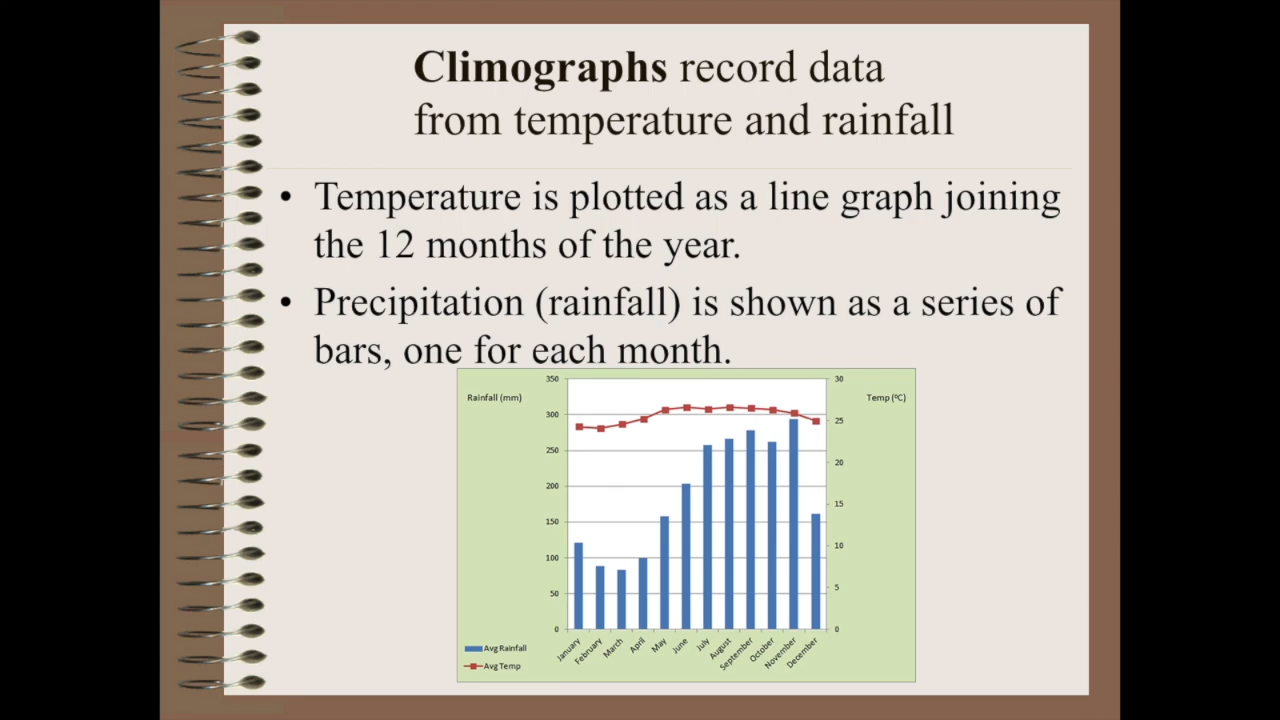 Climographs record data
from temperature and rainfall
• Temperature is plotted as a line graph joining
the 12 months of the year.
• Precipitation (rainfall) is shown as a series of
bars, one for each month.
Rainfall (mm)
350
300
250
200
150
100
50
0
Temp (ºC)
30
25
20
15
10
5
0
January
February
March
April
May
June
July
August
September
October
November
December
Avg Rainfall
Avg Temp